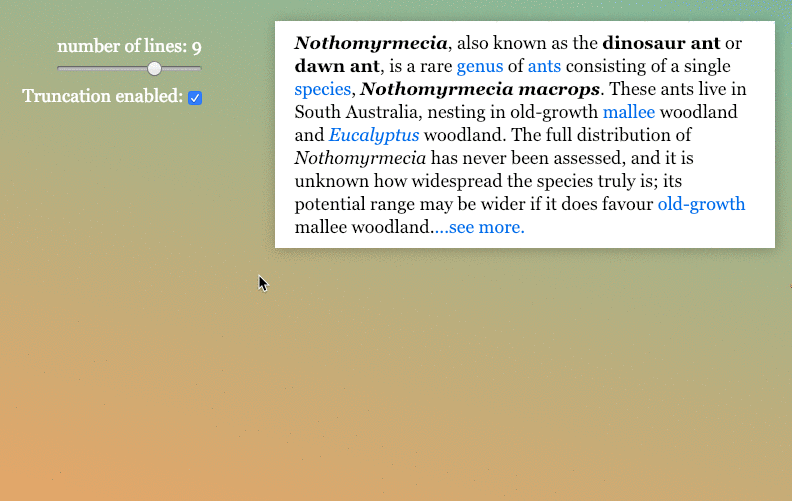 number of lines: 9
Truncation enabled:
Nothomyrmecia, also known as the dinosaur ant or
dawn ant, is a rare genus of ants consisting of a single
species, Nothomyrmecia macrops. These ants live in
South Australia, nesting in old-growth mallee woodland
and Eucalyptus woodland. The full distribution of
Nothomyrmecia has never been assessed, and it is
unknown how widespread the species truly is; its
potential range may be wider if it does favour old-growth
mallee woodland....see more.